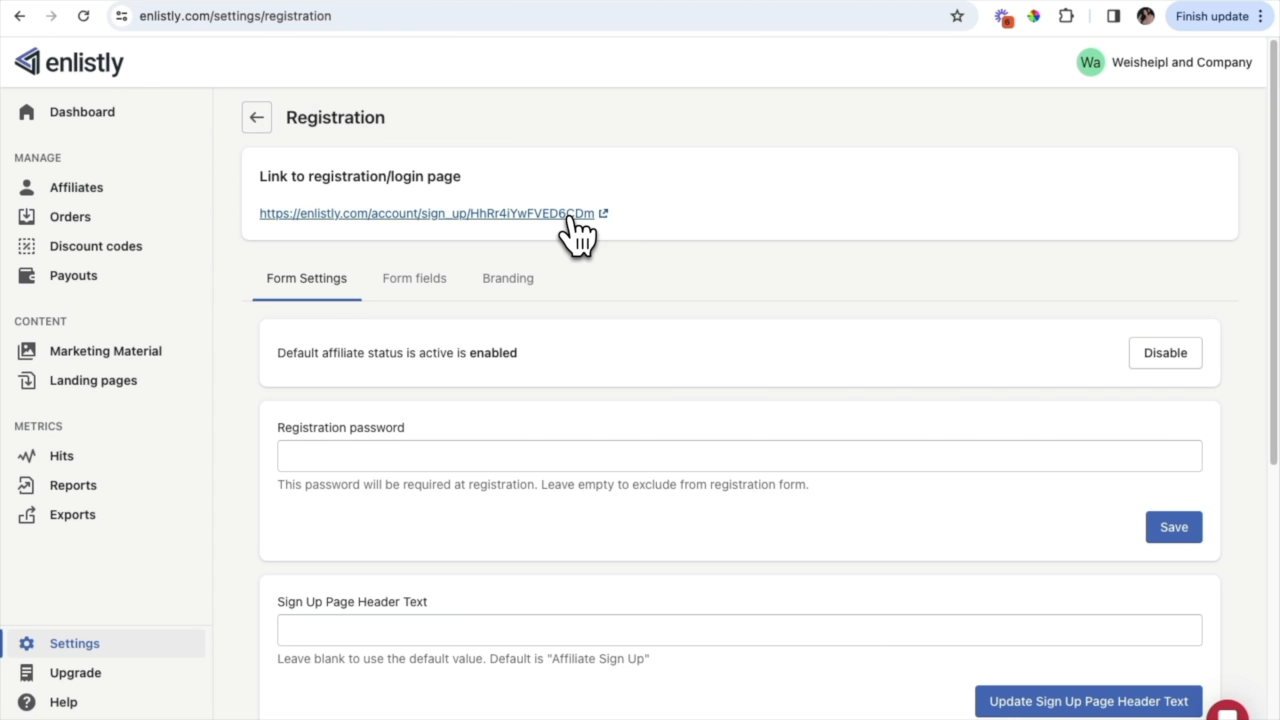 enlistly.com/settings/registration
6
Finish update
enlistly
Wa
Weisheipl and Company
Dashboard
MANAGE
Affiliates
Orders
Discount codes
Payouts
CONTENT
Marketing Material
Landing pages
METRICS
Hits
Reports
Exports
Settings
Upgrade
Help
Registration
Link to registration/login page
https://enlistly.com/account/sign_up/HhRr4iYwFVED6CDm
Form Settings
Form fields
Branding
Default affiliate status is active is enabled
Disable
Registration password
This password will be required at registration. Leave empty to exclude from registration form.
Save
Sign Up Page Header Text
Leave blank to use the default value. Default is "Affiliate Sign Up"
Update Sign Up Page Header Text